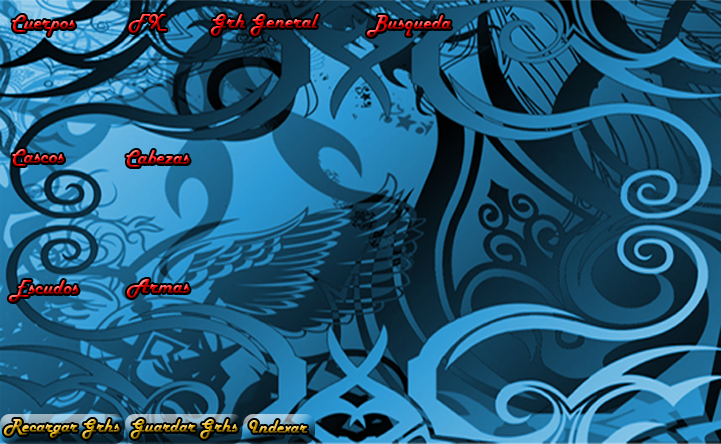 Cuerpos FX Grh General Busqueda
Cascos Cabezas
Escudos Armas
Recargar Grhs Guardar Grhs Indexar